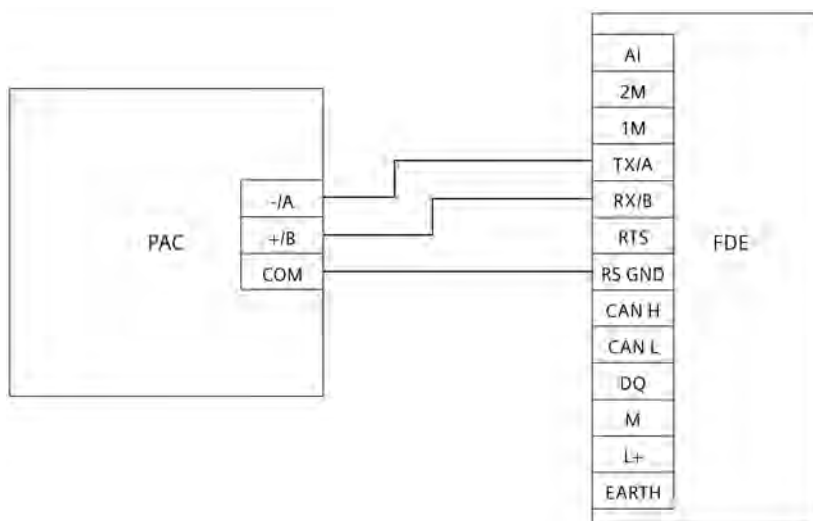 PAC
-/A
+/B
COM
AI
2M
1M
TX/A
RX/B
RTS
RS GND
CAN H
CAN L
DQ
M
L+
EARTH
FDE